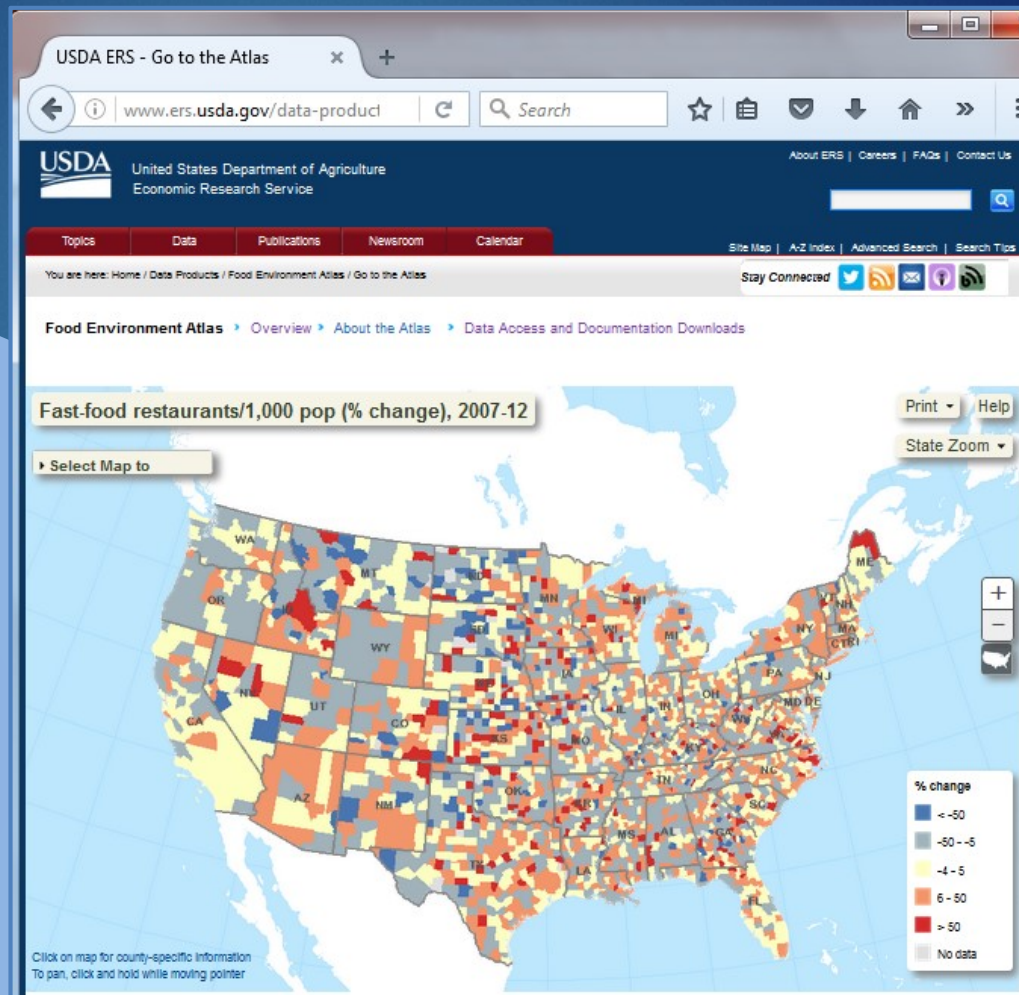 USDA ERS - Go to the Atlas
www.ers.usda.gov/data-product
Search
USDA
United States Department of Agriculture
Economic Research Service
About ERS | Careers | FAQs | Contact Us
Topics
Data
Publications
Newsroom
Calendar
Site Map | A-Z Index | Advanced Search | Search Tips
You are here: Home / Data Products / Food Environment Atlas / Go to the Atlas
Stay Connected
Food Environment Atlas › Overview › About the Atlas › Data Access and Documentation Downloads
Fast-food restaurants/1,000 pop (% change), 2007-12
Print
Help
State Zoom
Select Map to
WA
MT
ND
MN
MI
ME
OR
ID
SD
WI
MI
NY
VT
NH
MA
CT RI
WY
IA
PA
NJ
NV
UT
CO
IL
IN
OH
MD DE
CA
KS
MO
KY
WV
AZ
NM
OK
AR
TN
NC
SC
TX
LA
MS
AL
GA
FL
% change
< -50
-50 - -5
-4 - 5
6 - 50
> 50
No data
Click on map for county-specific information
To pan, click and hold while moving pointer